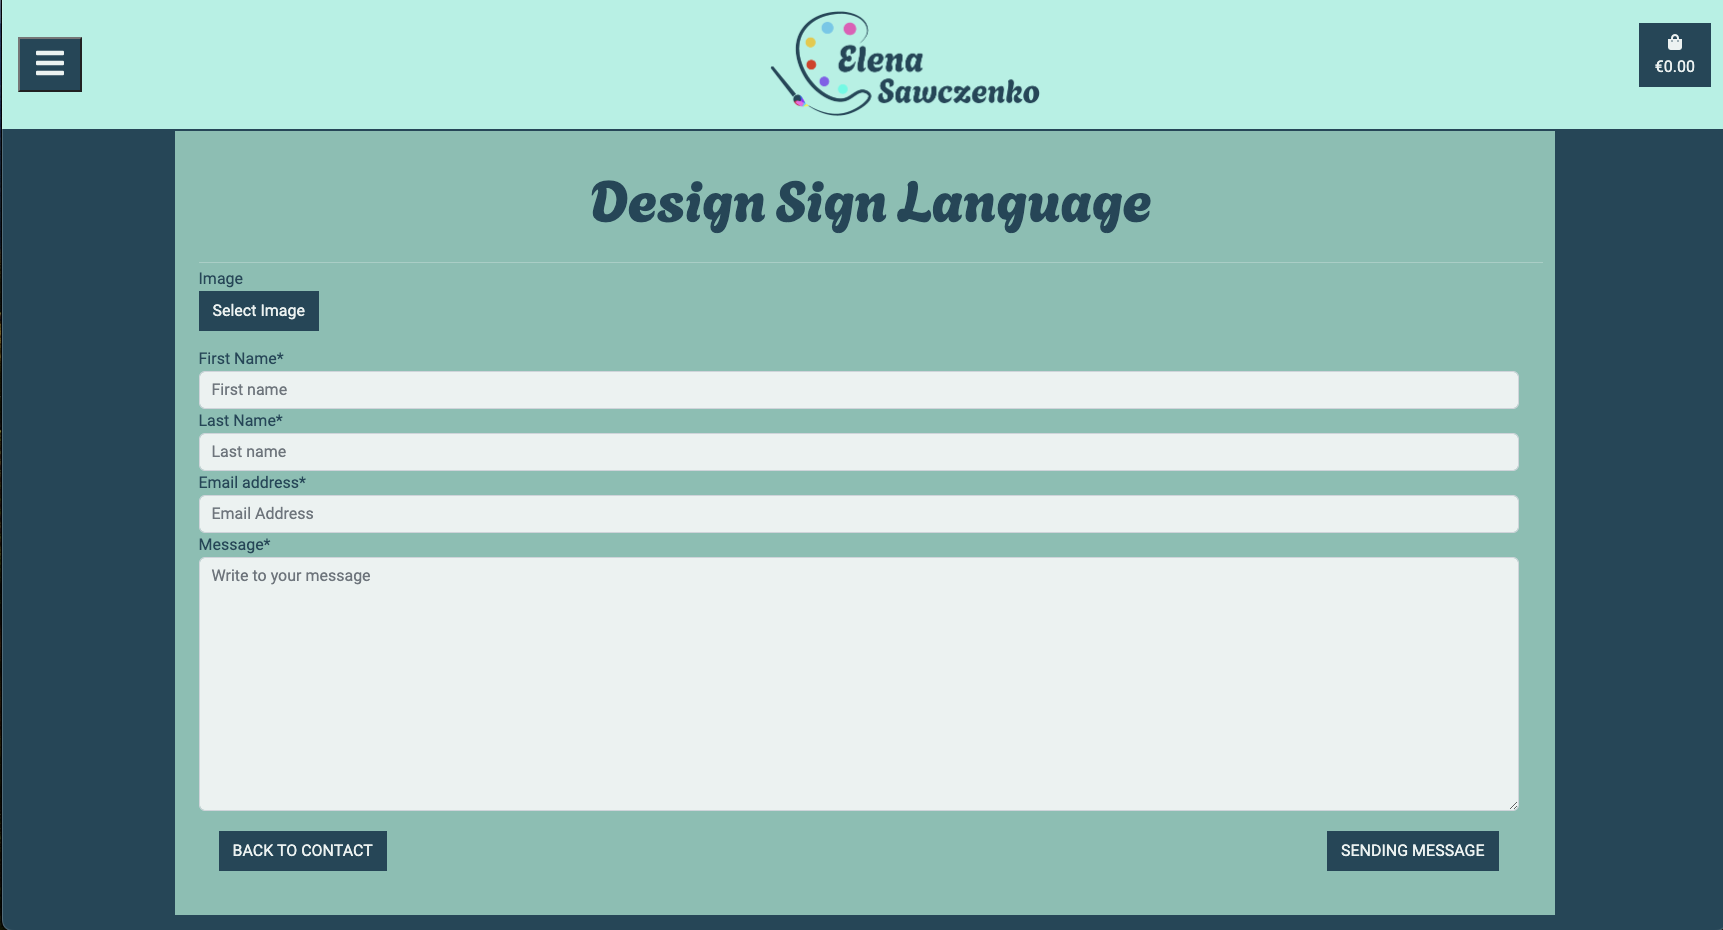 Elena
Sawczenko
€0.00
Design Sign Language
Image
Select Image
First Name*
First name
Last Name*
Last name
Email address*
Email Address
Message*
Write to your message
BACK TO CONTACT
SENDING MESSAGE